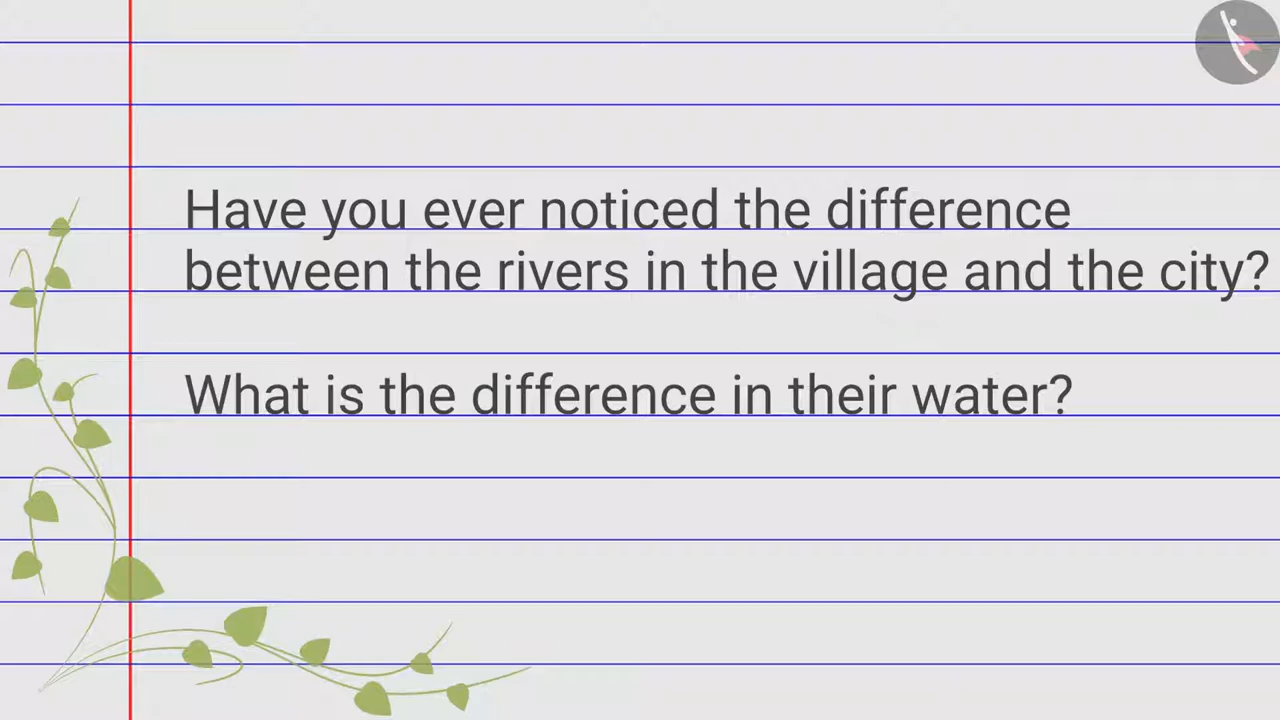 Have you ever noticed the difference
between the rivers in the village and the city?
What is the difference in their water?